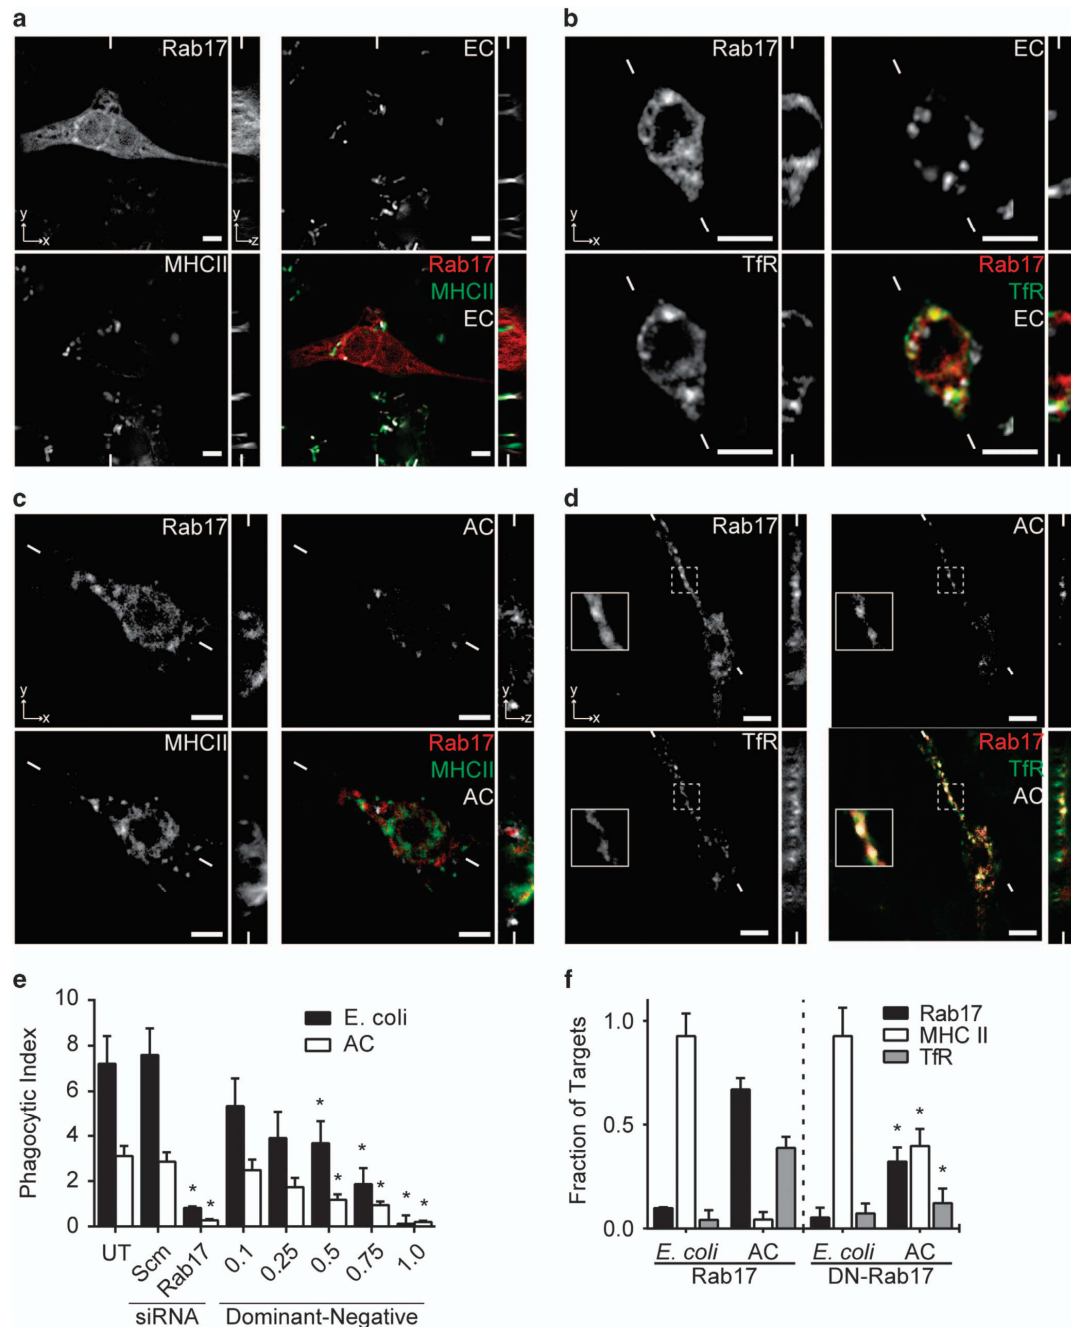 a
Rab17
EC
y
x
z
MHCII
Rab17
MHCII
EC
b
Rab17
EC
y
x
TfR
Rab17
TfR
EC
c
Rab17
AC
y
x
y
z
MHCII
Rab17
MHCII
AC
d
Rab17
AC
y
x
TfR
Rab17
TfR
AC
e
Phagocytic Index
10
8
6
4
2
0
E. coli
AC
* * * * * * * *
UT Scm Rab17 0.1 0.25 0.5 0.75 1.0
siRNA Dominant-Negative
f
Fraction of Targets
1.0
0.5
0.0
Rab17
MHC II
TfR
* * *
E. coli AC E. coli AC
Rab17 DN-Rab17